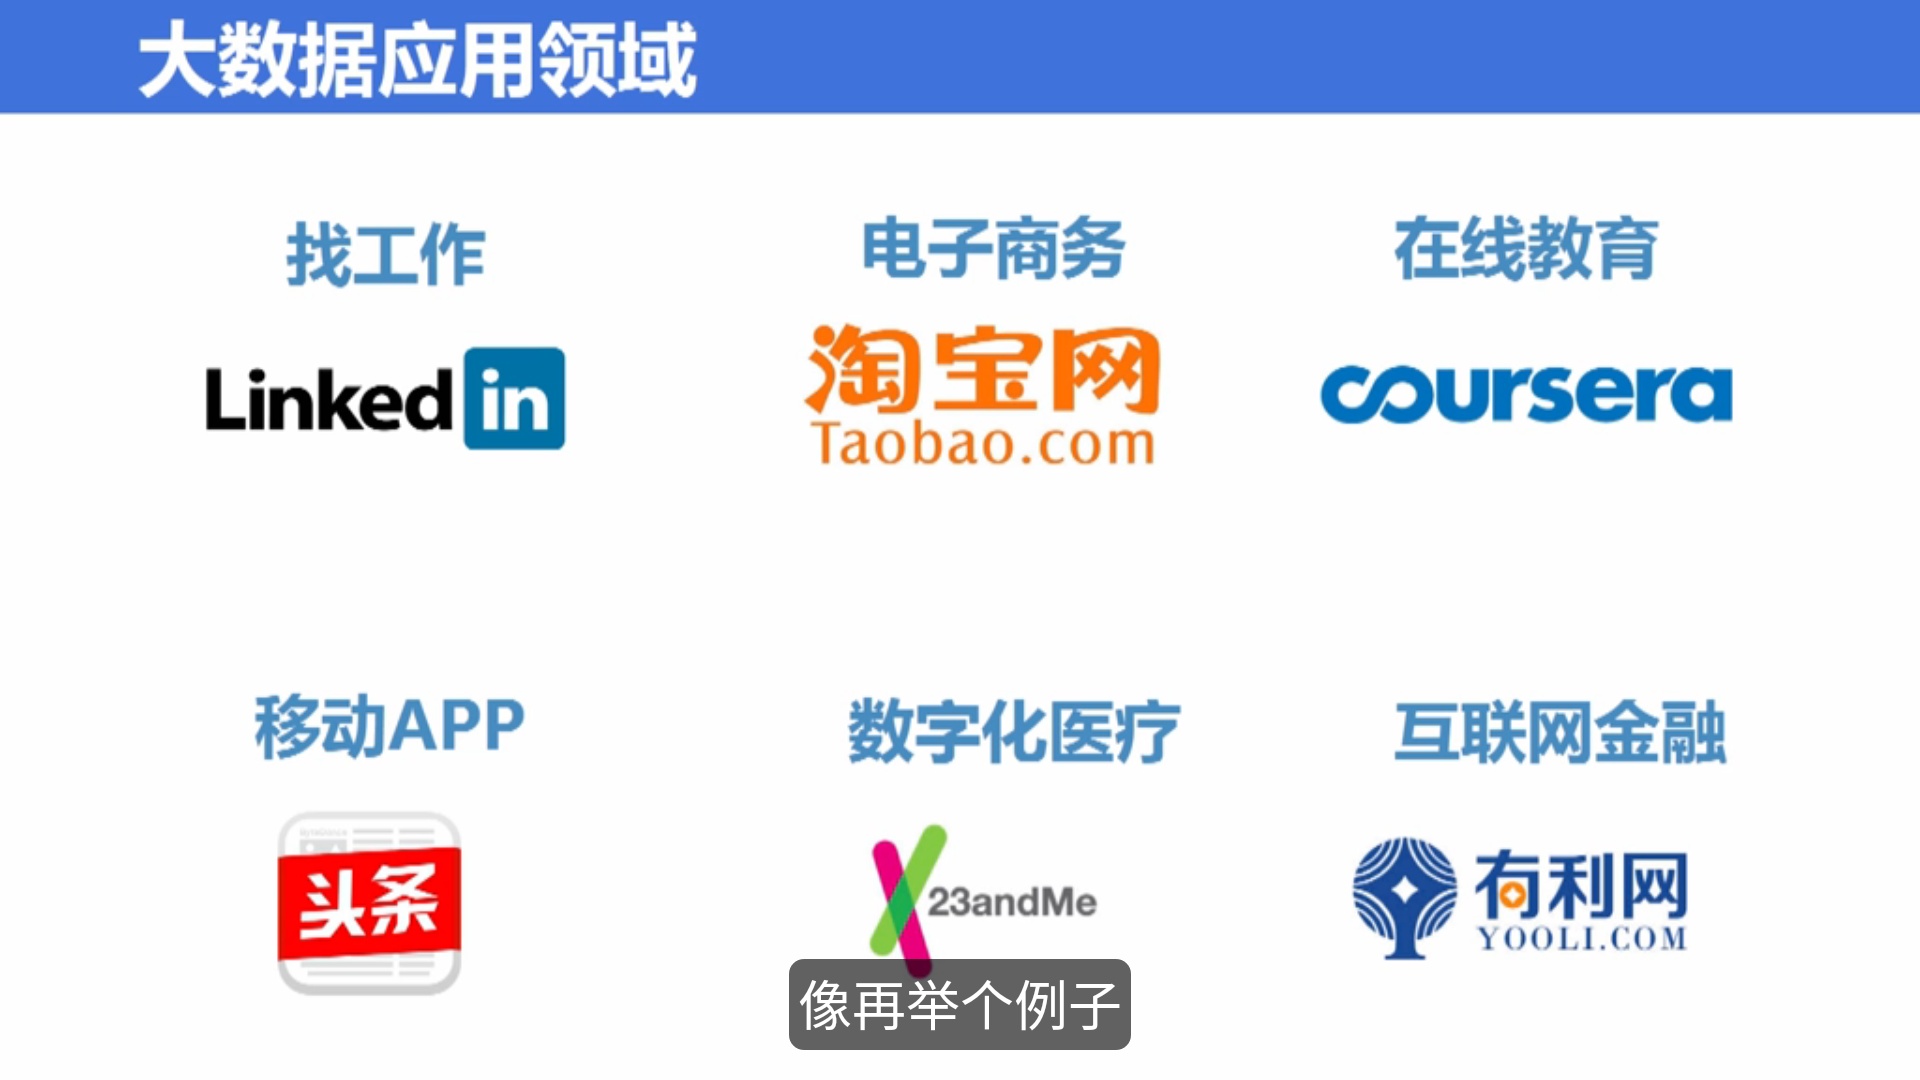 大数据应用领域
找工作
电子商务
在线教育
Linked in
淘宝网
Taobao.com
coursera
移动APP
数字化医疗
互联网金融
头条
23andMe
有利网
YOOLI.COM
像再举个例子